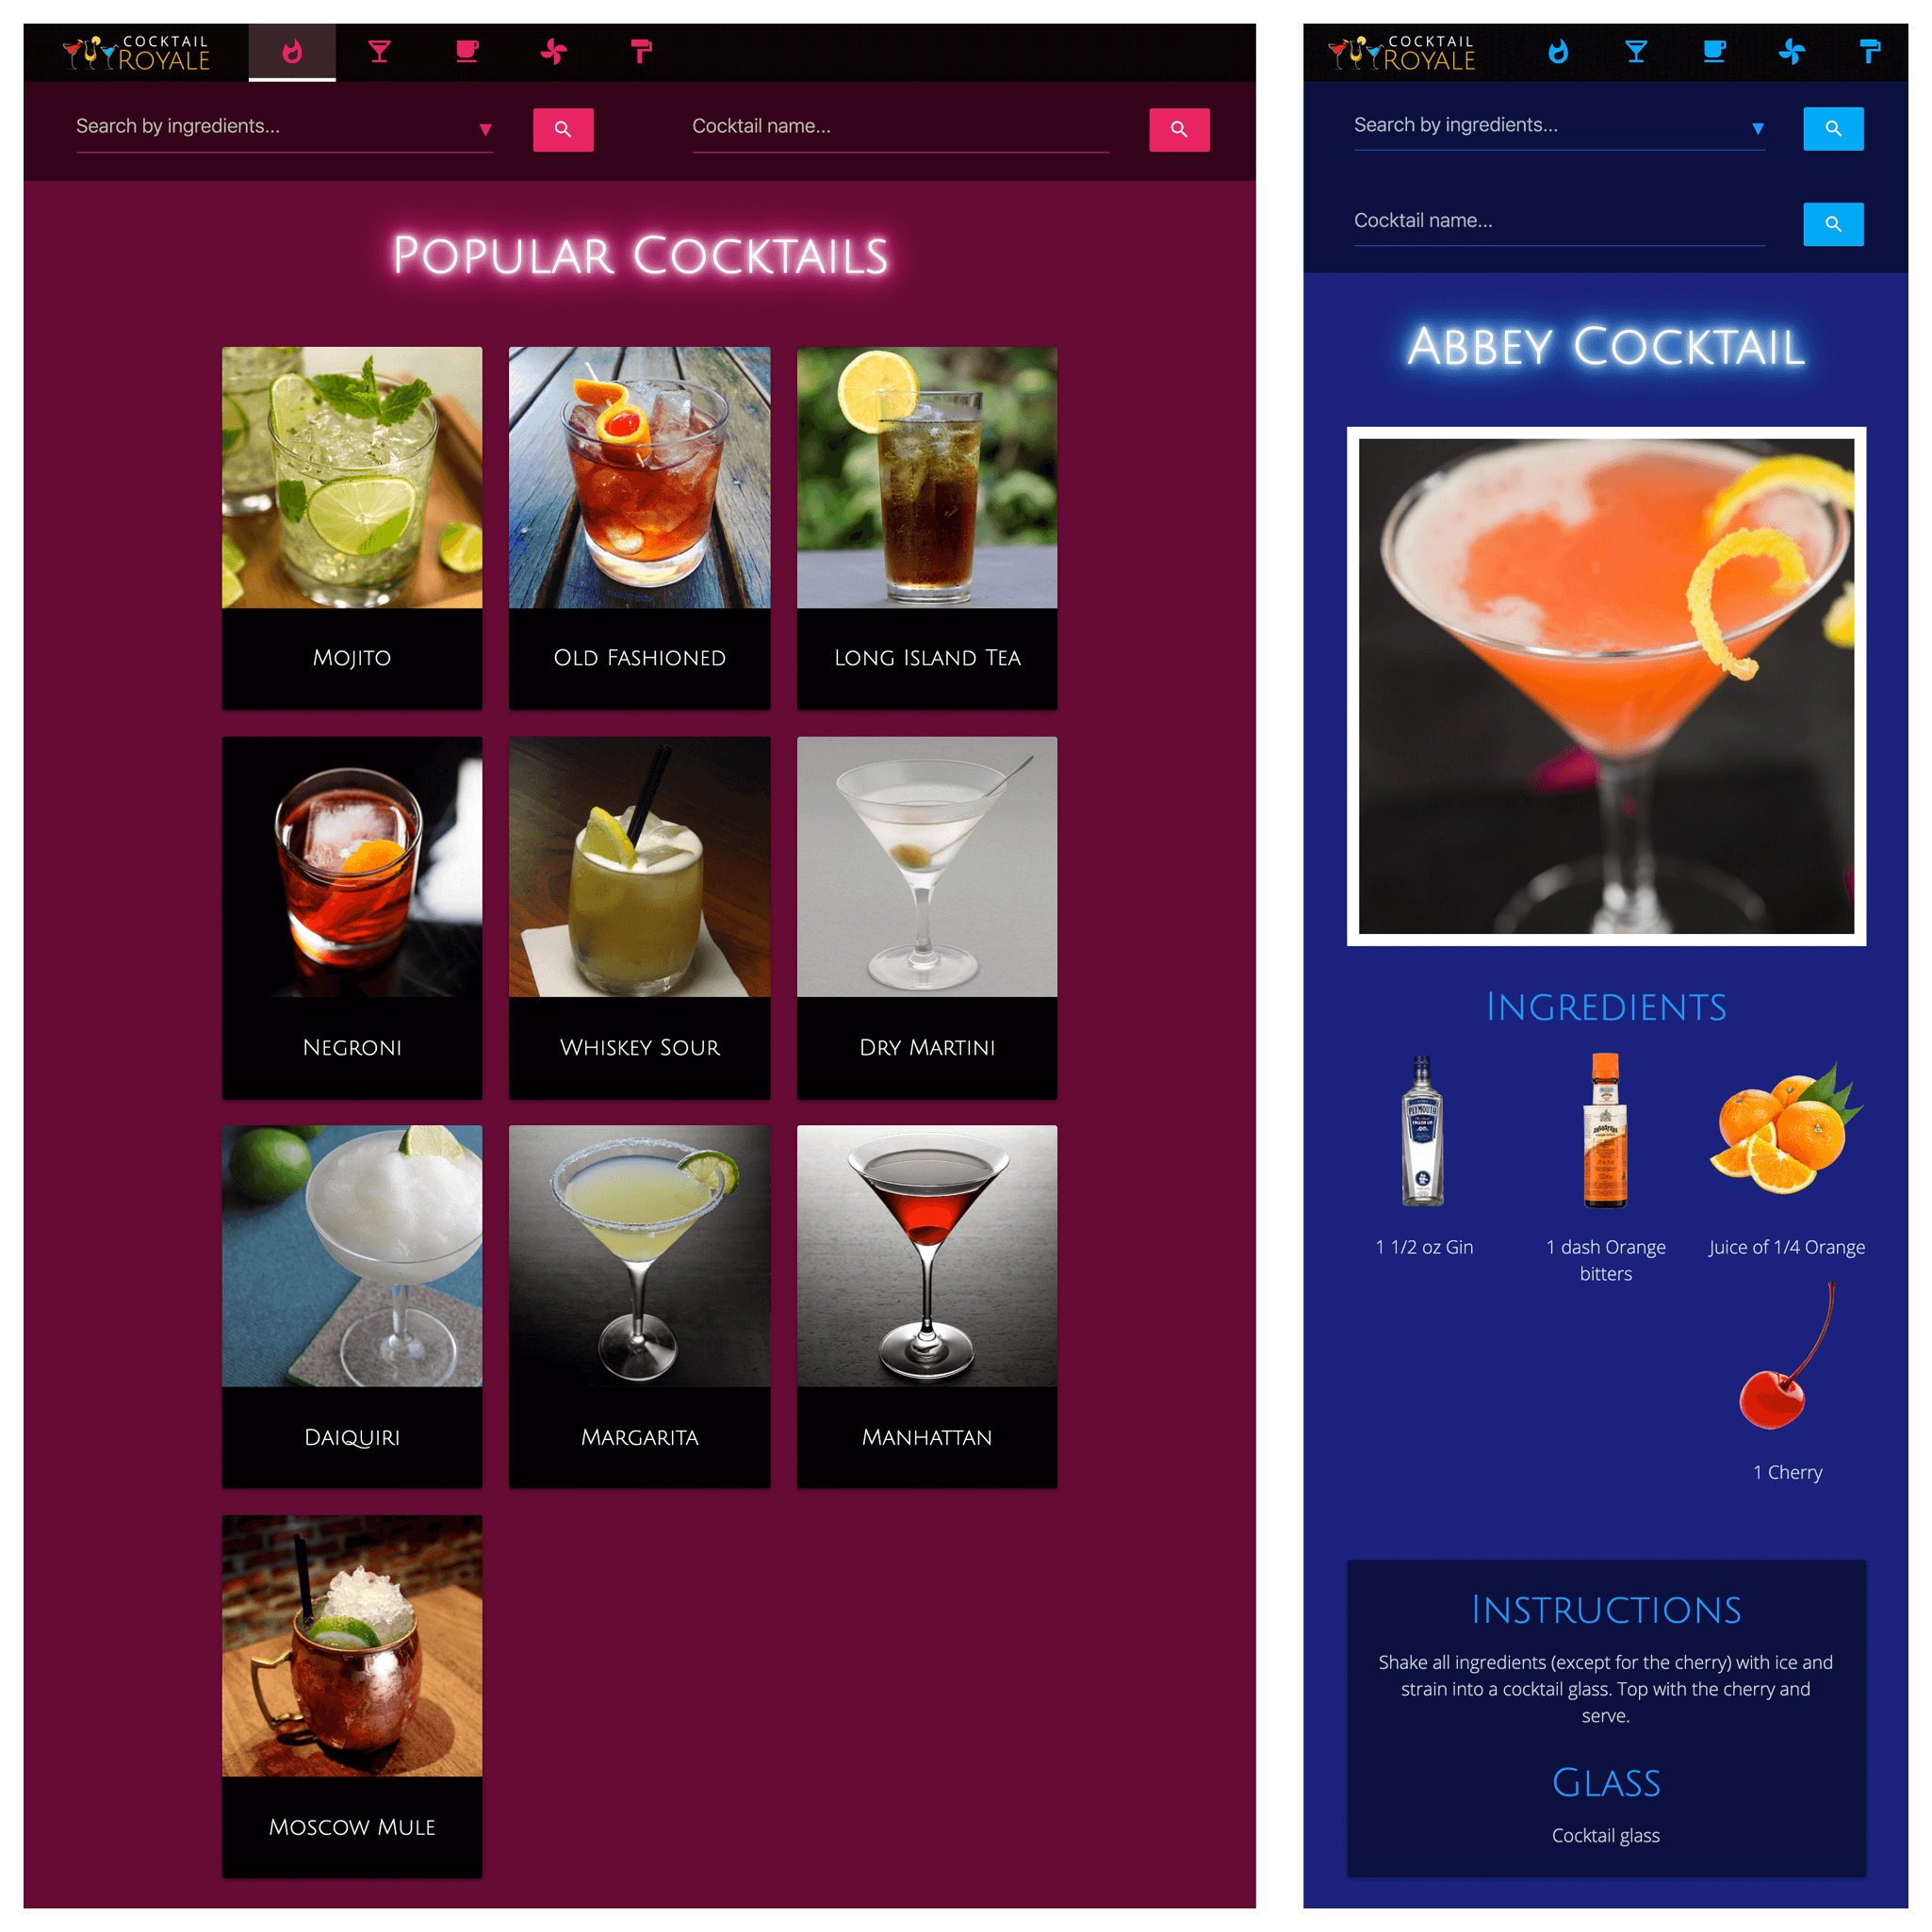 COCKTAIL
ROYALE
Search by ingredients...
Cocktail name...
Popular Cocktails
Mojito
Old Fashioned
Long Island Tea
Negroni
Whiskey Sour
Dry Martini
Daiquiri
Margarita
Manhattan
Moscow Mule
COCKTAIL
ROYALE
Search by ingredients...
Cocktail name...
Abbey Cocktail
Ingredients
PLYMOUTH
1 1/2 oz Gin
1 dash Orange
bitters
Juice of 1/4 Orange
1 Cherry
Instructions
Shake all ingredients (except for the cherry) with ice and
strain into a cocktail glass. Top with the cherry and
serve.
Glass
Cocktail glass